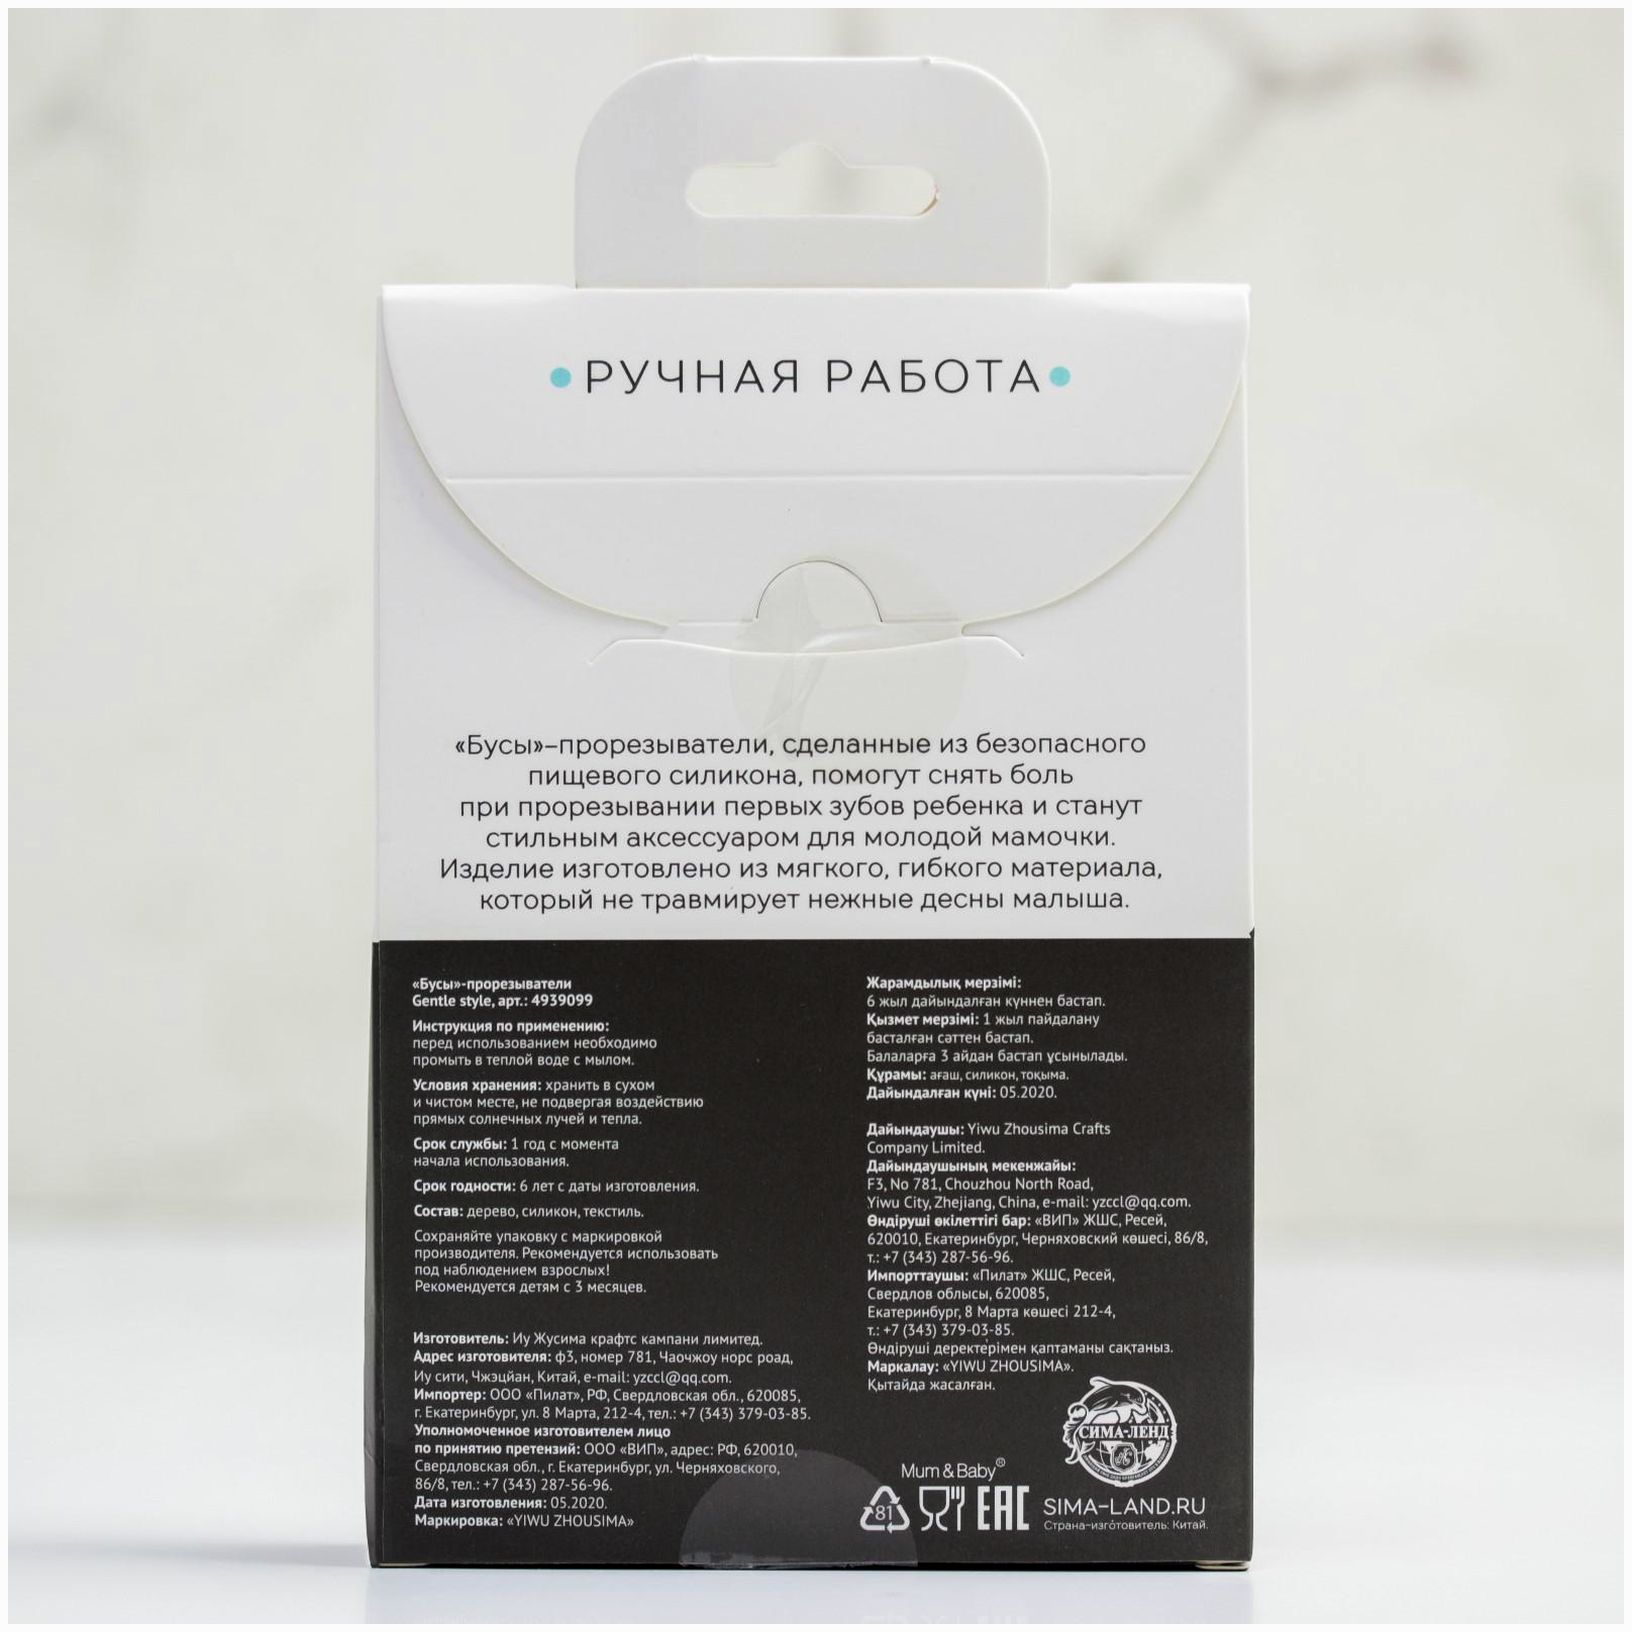 РУЧНАЯ РАБОТА
«Бусы»–прорезыватели, сделанные из безопасного
пищевого силикона, помогут снять боль
при прорезывании первых зубов ребенка и станут
стильным аксессуаром для молодой мамочки.
Изделие изготовлено из мягкого, гибкого материала,
который не травмирует нежные десны малыша.
«Бусы»-прорезыватели
Gentle style, арт.: 4939099
Инструкция по применению:
перед использованием необходимо
промыть в теплой воде с мылом.
Условия хранения: хранить в сухом
и чистом месте, не подвергая воздействию
прямых солнечных лучей и тепла.
Срок службы: 1 год с момента
начала использования.
Срок годности: 6 лет с даты изготовления.
Состав: дерево, силикон, текстиль.
Сохраняйте упаковку с маркировкой
производителя. Рекомендуется использовать
под наблюдением взрослых!
Рекомендуется детям с 3 месяцев.
Изготовитель: Иу Жусима крафтс кампани лимитед.
Адрес изготовителя: ф3, номер 781, Чаочжоу норс роад,
Иу сити, Чжэцйан, Китай, e-mail: yzccl@qq.com.
Импортер: ООО «Пилат», РФ, Свердловская обл., 620085,
г. Екатеринбург, ул. 8 Марта, 212-4, тел.: +7 (343) 379-03-85.
Уполномоченное изготовителем лицо
по принятию претензий: ООО «ВИП», адрес: РФ, 620010,
Свердловская обл., г. Екатеринбург, ул. Черняховского,
86/8, тел.: +7 (343) 287-56-96.
Дата изготовления: 05.2020.
Маркировка: «YIWU ZHOUSIMA»
Жарамдылық мерзімі:
6 жыл дайындалған күннен бастап.
Қызмет мерзімі: 1 жыл пайдалану
басталған сәттен бастап.
Балаларға 3 айдан бастап ұсынылады.
Құрамы: ағаш, силикон, тоқыма.
Дайындалған күні: 05.2020.
Дайындаушы: Yiwu Zhousima Crafts
Company Limited.
Дайындаушының мекенжайы:
F3, No 781, Chouzhou North Road,
Yiwu City, Zhejiang, China, e-mail: yzccl@qq.com.
Өндіруші өкілеттігі бар: «ВИП» ЖШС, Ресей,
620010, Екатеринбург, Черняховский көшесі, 86/8,
т.: +7 (343) 287-56-96.
Импорттаушы: «Пилат» ЖШС, Ресей,
Свердлов облысы, 620085,
Екатеринбург, 8 Марта көшесі 212-4,
т.: +7 (343) 379-03-85.
Өндіруші деректерімен қаптаманы сақтаныз.
Маркалау: «YIWU ZHOUSIMA».
Қытайда жасалған.
СИМА-ЛЕНД
Mum & Baby®
81 EAC SIMA-LAND.RU
Страна-изготовитель: Китай.